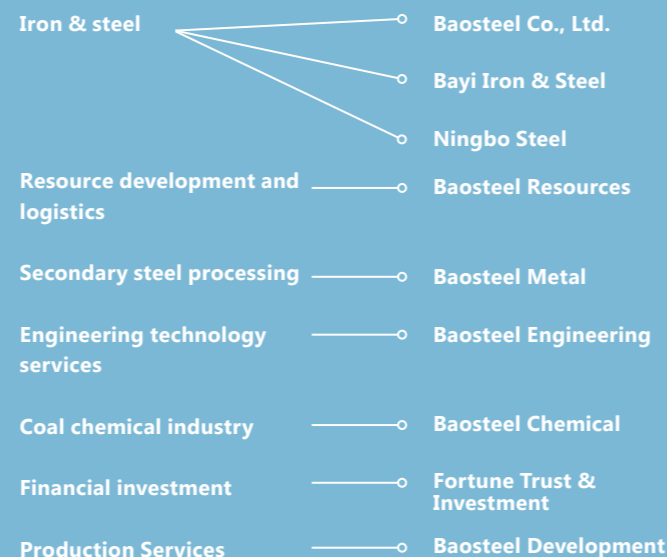 Iron & steel
Baosteel Co., Ltd.
Bayi Iron & Steel
Ningbo Steel
Resource development and
logistics
Baosteel Resources
Secondary steel processing
Baosteel Metal
Engineering technology
services
Baosteel Engineering
Coal chemical industry
Baosteel Chemical
Financial investment
Fortune Trust &
Investment
Production Services
Baosteel Development